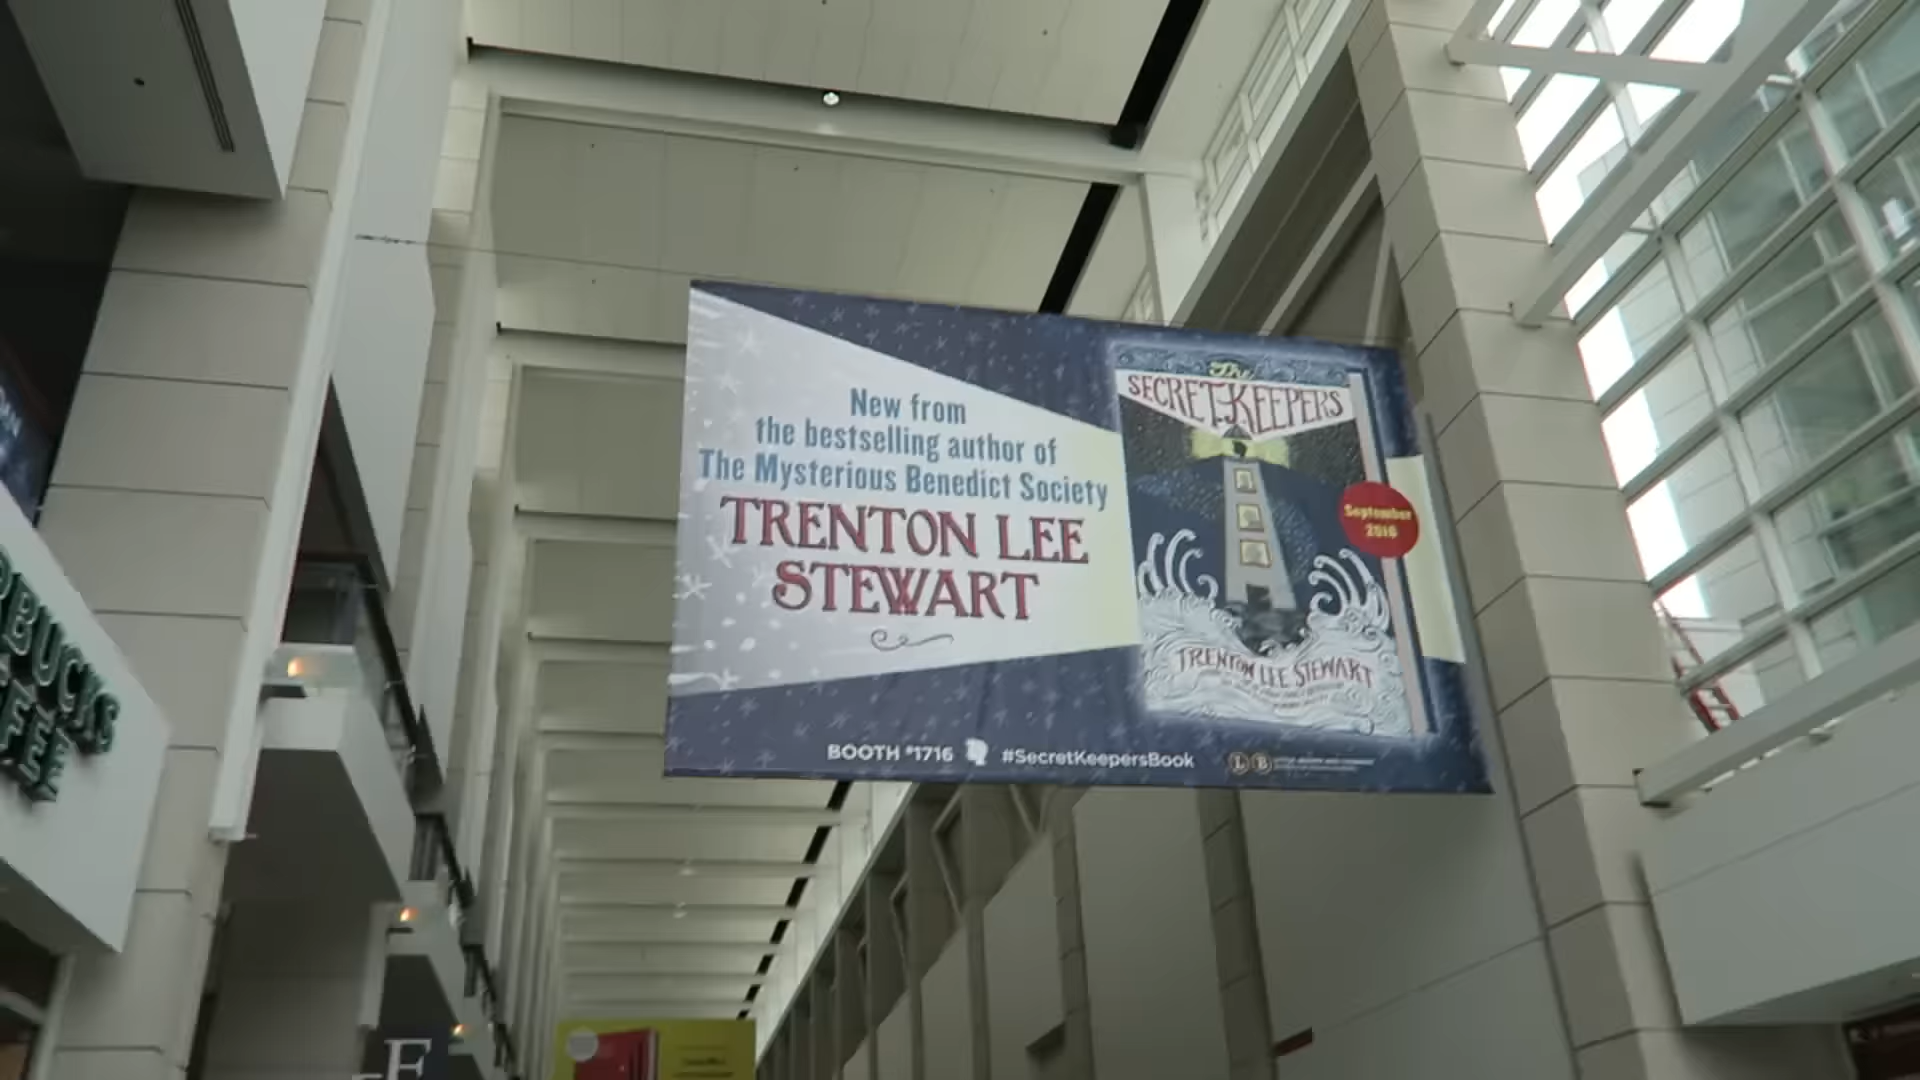 New from
the bestselling author of
The Mysterious Benedict Society
TRENTON LEE
STEWART
BOOTH #1716
#SecretKeepersBook
The
SECRET KEEPERS
September
2016
TRENTON LEE STEWART
L B
BUCKS
FEE
F